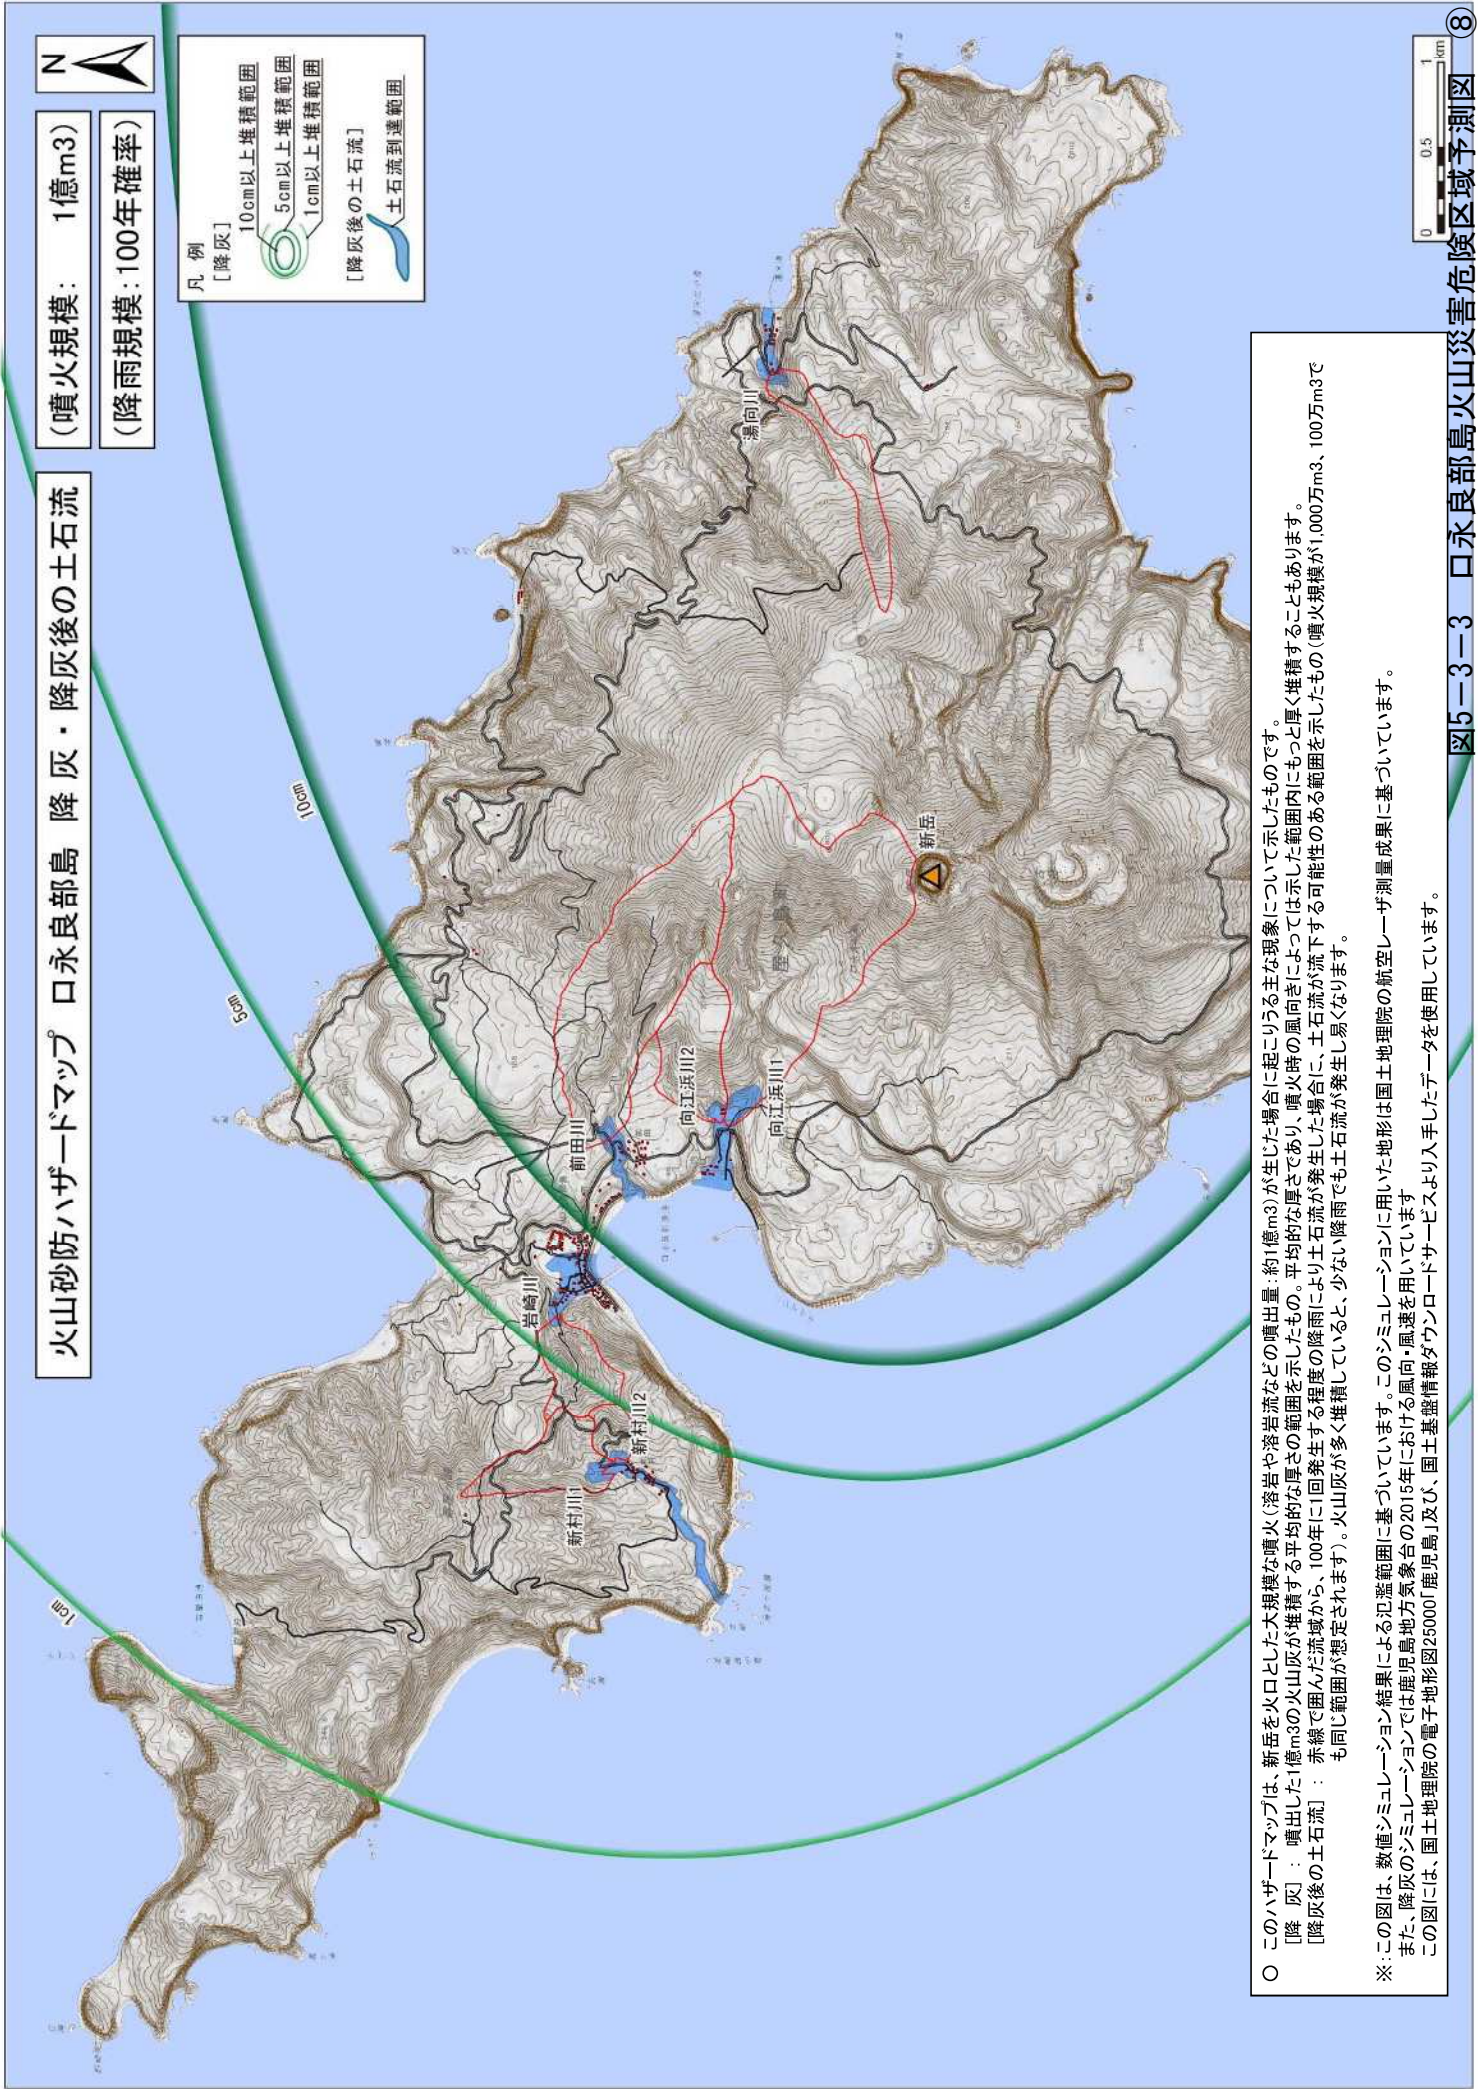 火山砂防ハザードマップ 口永良部島 降 灰 ・ 降灰後の土石流
(噴火規模： 1億m3)
(降雨規模：100年確率)
N
凡 例
[降灰]
10cm以上堆積範囲
5cm以上堆積範囲
1cm以上堆積範囲
[降灰後の土石流]
土石流到達範囲
1cm
5cm
10cm
新村川1
新村川2
岩崎川
前田川
向江浜川2
向江浜川1
新岳
湯向川
0 0.5 1
km
○ このハザードマップは、新岳を火口とした大規模な噴火(溶岩や溶岩流などの噴出量：約1億m3)が生じた場合に起こりうる主な現象について示したものです。
[降 灰] ： 噴出した1億m3の火山灰が堆積する平均的な厚さの範囲を示したもの。平均的な厚さであり、噴火時の風向きによっては示した範囲内にもっと厚く堆積することもあります。
[降灰後の土石流] ： 赤線で囲んだ流域から、100年に1回発生する程度の降雨により土石流が発生した場合に、土石流が流下する可能性のある範囲を示したもの(噴火規模が1,000万m3、100万m3で
も同じ範囲が想定されます)。火山灰が多く堆積していると、少ない降雨でも土石流が発生し易くなります。
※：この図は、数値シミュレーション結果による氾濫範囲に基づいています。このシミュレーションに用いた地形は国土地理院の航空レーザ測量成果に基づいています。
また、降灰のシミュレーションでは鹿児島地方気象台の2015年における風向・風速を用いています
この図には、国土地理院の電子地形図25000「鹿児島」及び、国土基盤情報ダウンロードサービスより入手したデータを使用しています。
図5－3－3 口永良部島火山災害危険区域予測図 ⑧